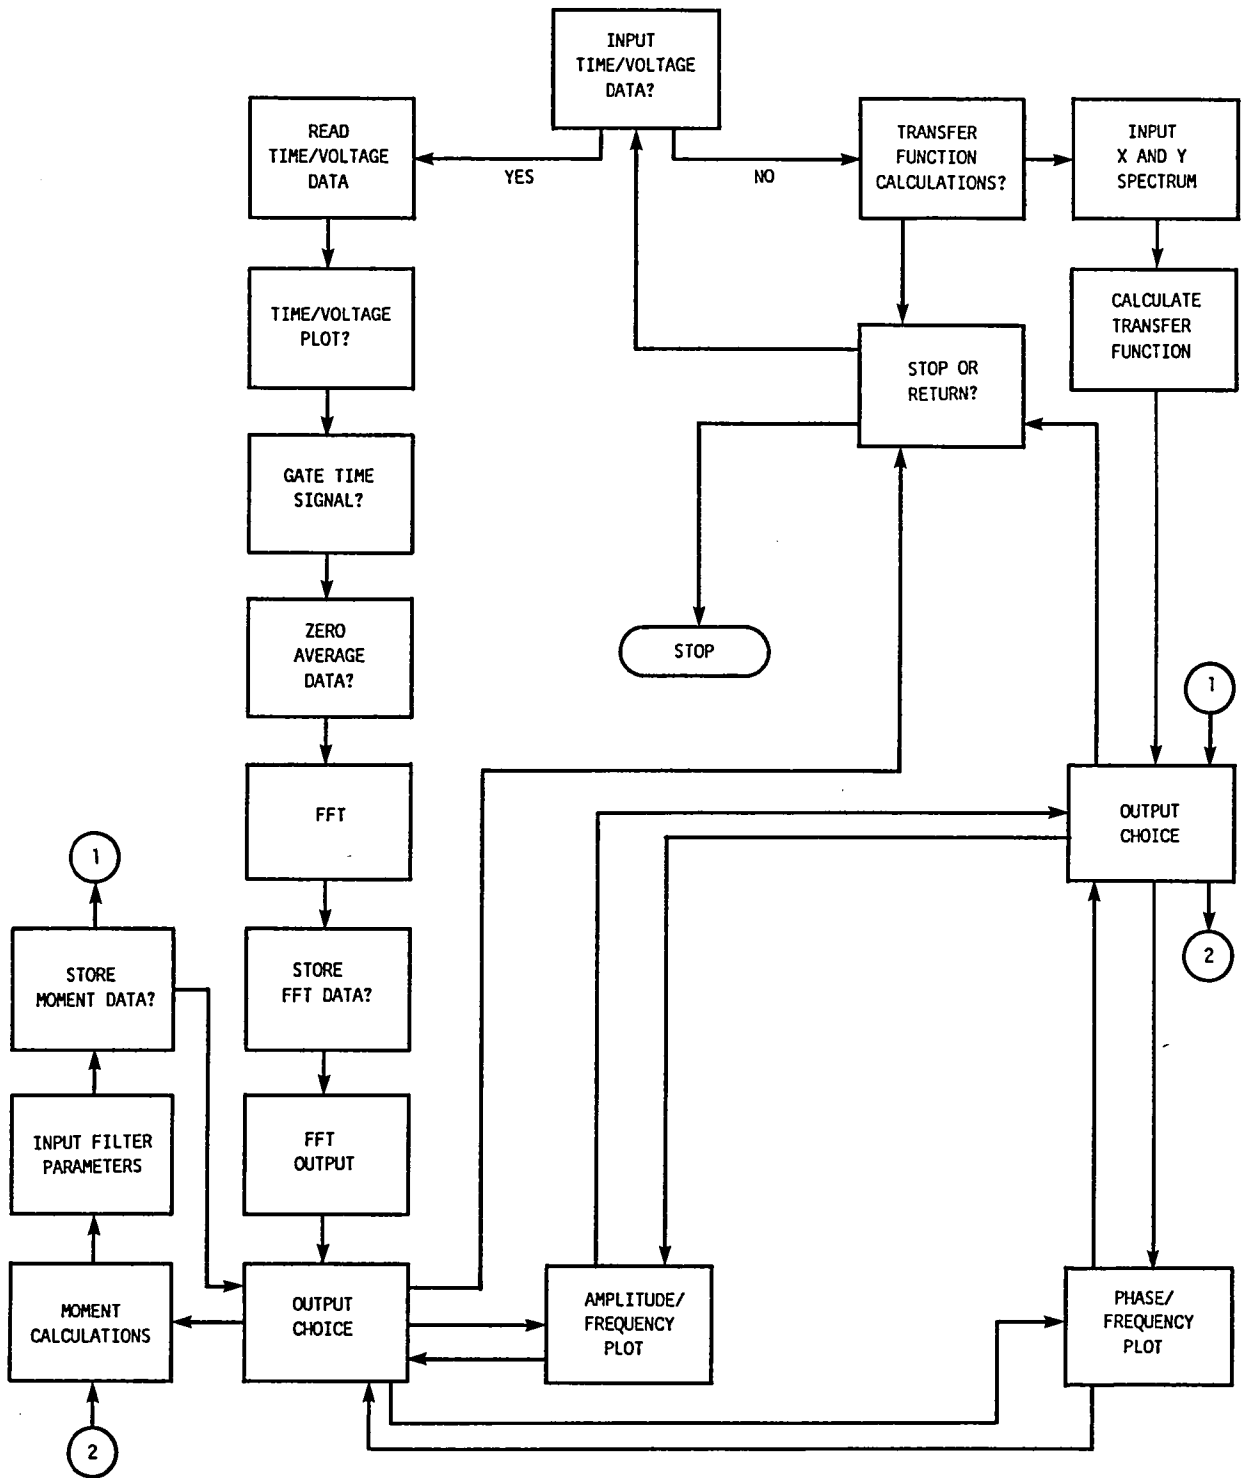 INPUT
TIME/VOLTAGE
DATA?
READ
TIME/VOLTAGE
DATA
YES
NO
TRANSFER
FUNCTION
CALCULATIONS?
INPUT
X AND Y
SPECTRUM
TIME/VOLTAGE
PLOT?
CALCULATE
TRANSFER
FUNCTION
STOP OR
RETURN?
GATE TIME
SIGNAL?
ZERO
AVERAGE
DATA?
STOP
1
FFT
OUTPUT
CHOICE
1
STORE
MOMENT DATA?
STORE
FFT DATA?
2
INPUT FILTER
PARAMETERS
FFT
OUTPUT
MOMENT
CALCULATIONS
OUTPUT
CHOICE
AMPLITUDE/
FREQUENCY
PLOT
PHASE/
FREQUENCY
PLOT
2